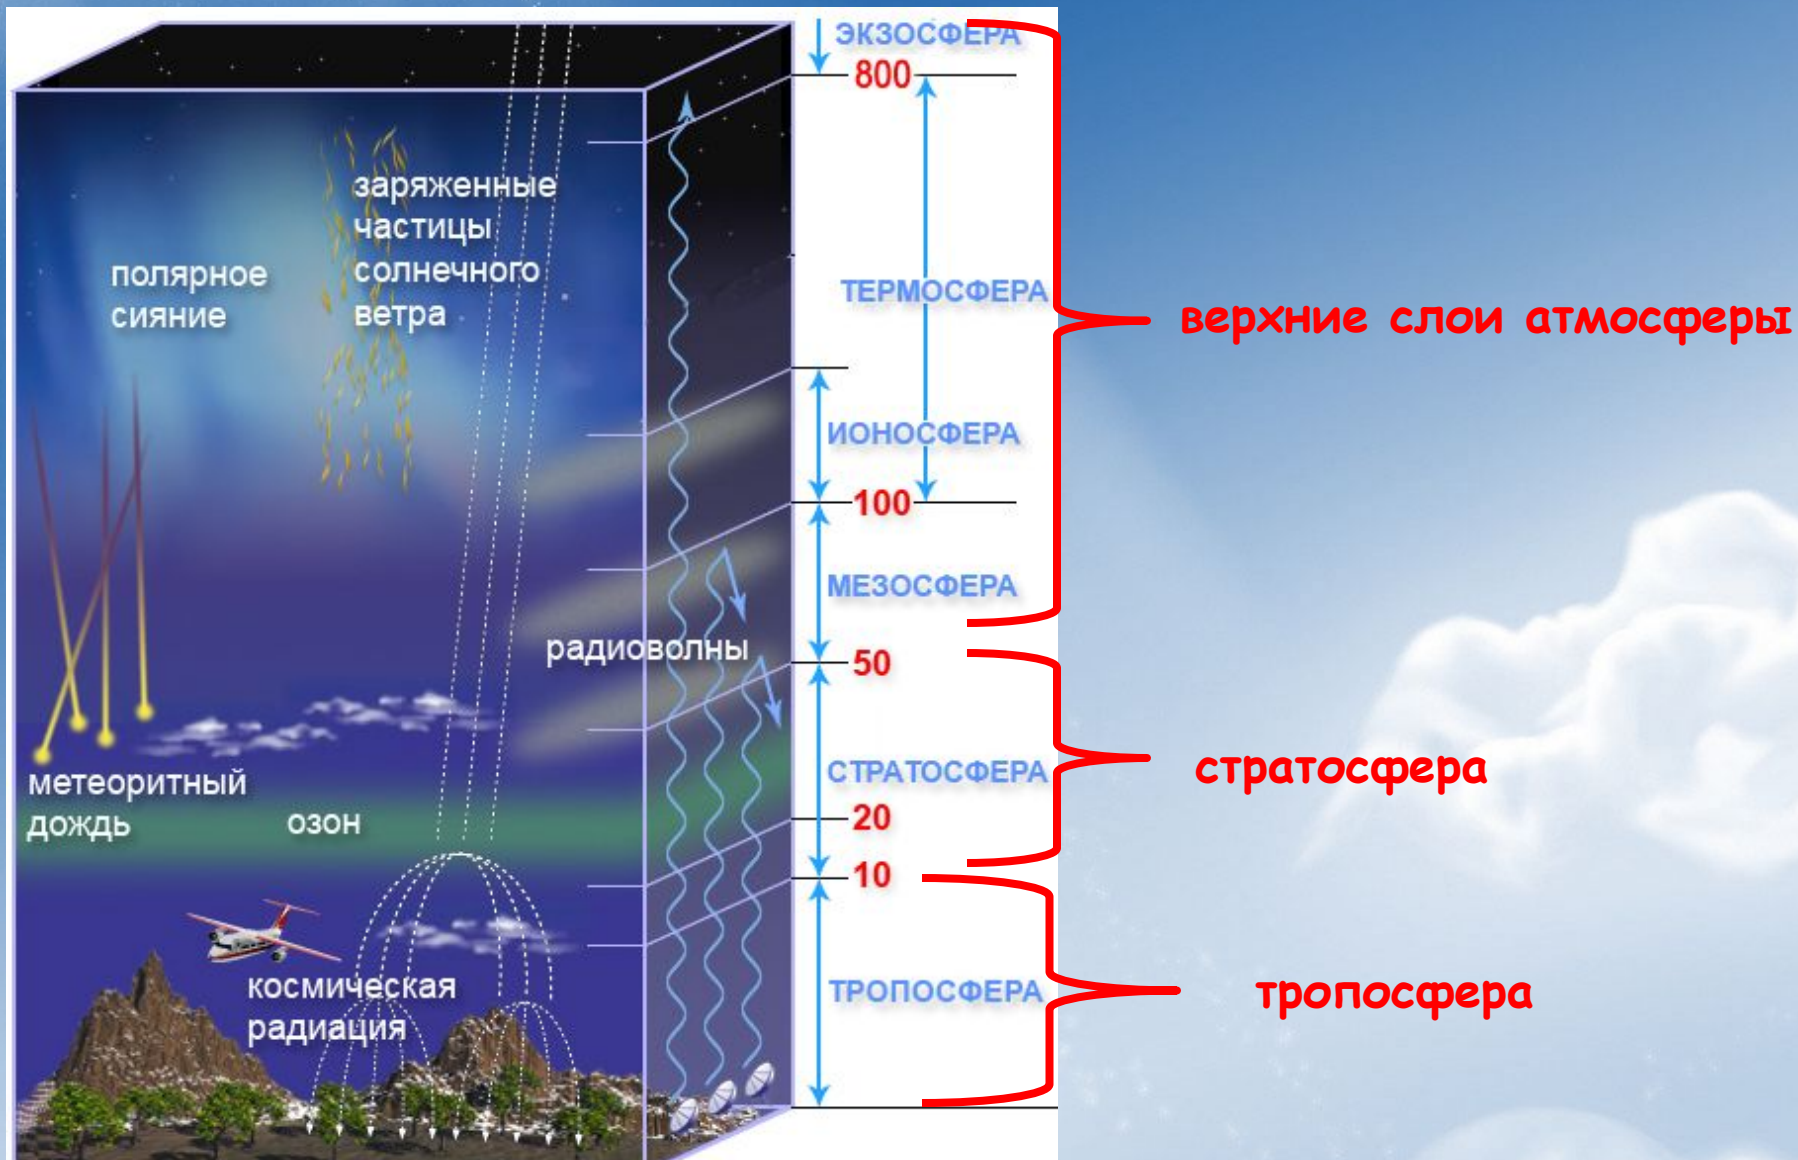 ЭКЗОСФЕРА
800
заряженные
частицы
солнечного
ветра
полярное
сияние
ТЕРМОСФЕРА
верхние слои атмосферы
ИОНОСФЕРА
100
МЕЗОСФЕРА
радиоволны
50
метеоритный
дождь
озон
СТРАТОСФЕРА
стратосфера
20
10
космическая
радиация
ТРОПОСФЕРА
тропосфера